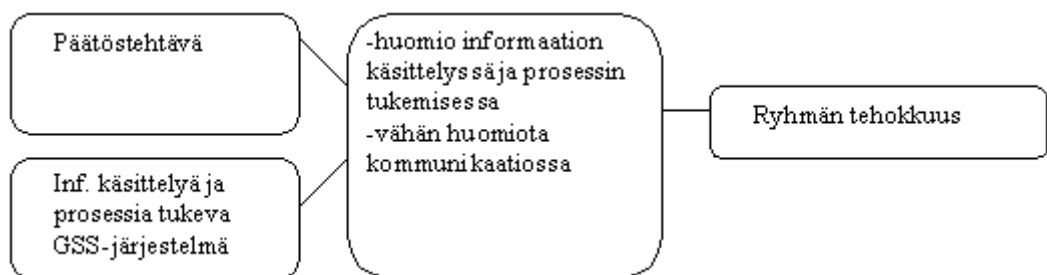 Päätöstehtävä
Inf. käsittelyä ja
prosessia tukeva
GSS-järjestelmä
-huomio informaation
käsittelyssä ja prosessin
tukemisessa
-vähän huomiota
kommunikaatiossa
Ryhmän tehokkuus